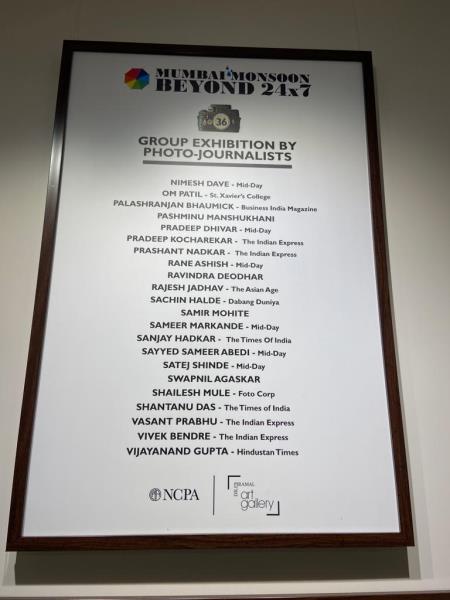 MUMBAI MONSOON
BEYOND 24x7
36
GROUP EXHIBITION BY
PHOTO-JOURNALISTS
NIMESH DAVE - Mid-Day
OM PATIL - St. Xavier's College
PALASHRANJAN BHAUMICK - Business India Magazine
PASHMINU MANSHUKHANI
PRADEEP DHIVAR - Mid-Day
PRADEEP KOCHAREKAR - The Indian Express
PRASHANT NADKAR - The Indian Express
RANE ASHISH - Mid-Day
RAVINDRA DEODHAR
RAJESH JADHAV - The Asian Age
SACHIN HALDE - Dabang Duniya
SAMIR MOHITE
SAMEER MARKANDE - Mid-Day
SANJAY HADKAR - The Times Of India
SAYYED SAMEER ABEDI - Mid-Day
SATEJ SHINDE - Mid-Day
SWAPNIL AGASKAR
SHAILESH MULE - Foto Corp
SHANTANU DAS - The Times of India
VASANT PRABHU - The Indian Express
VIVEK BENDRE - The Indian Express
VIJAYANAND GUPTA - Hindustan Times
NCPA
PIRAMAL
art
gallery